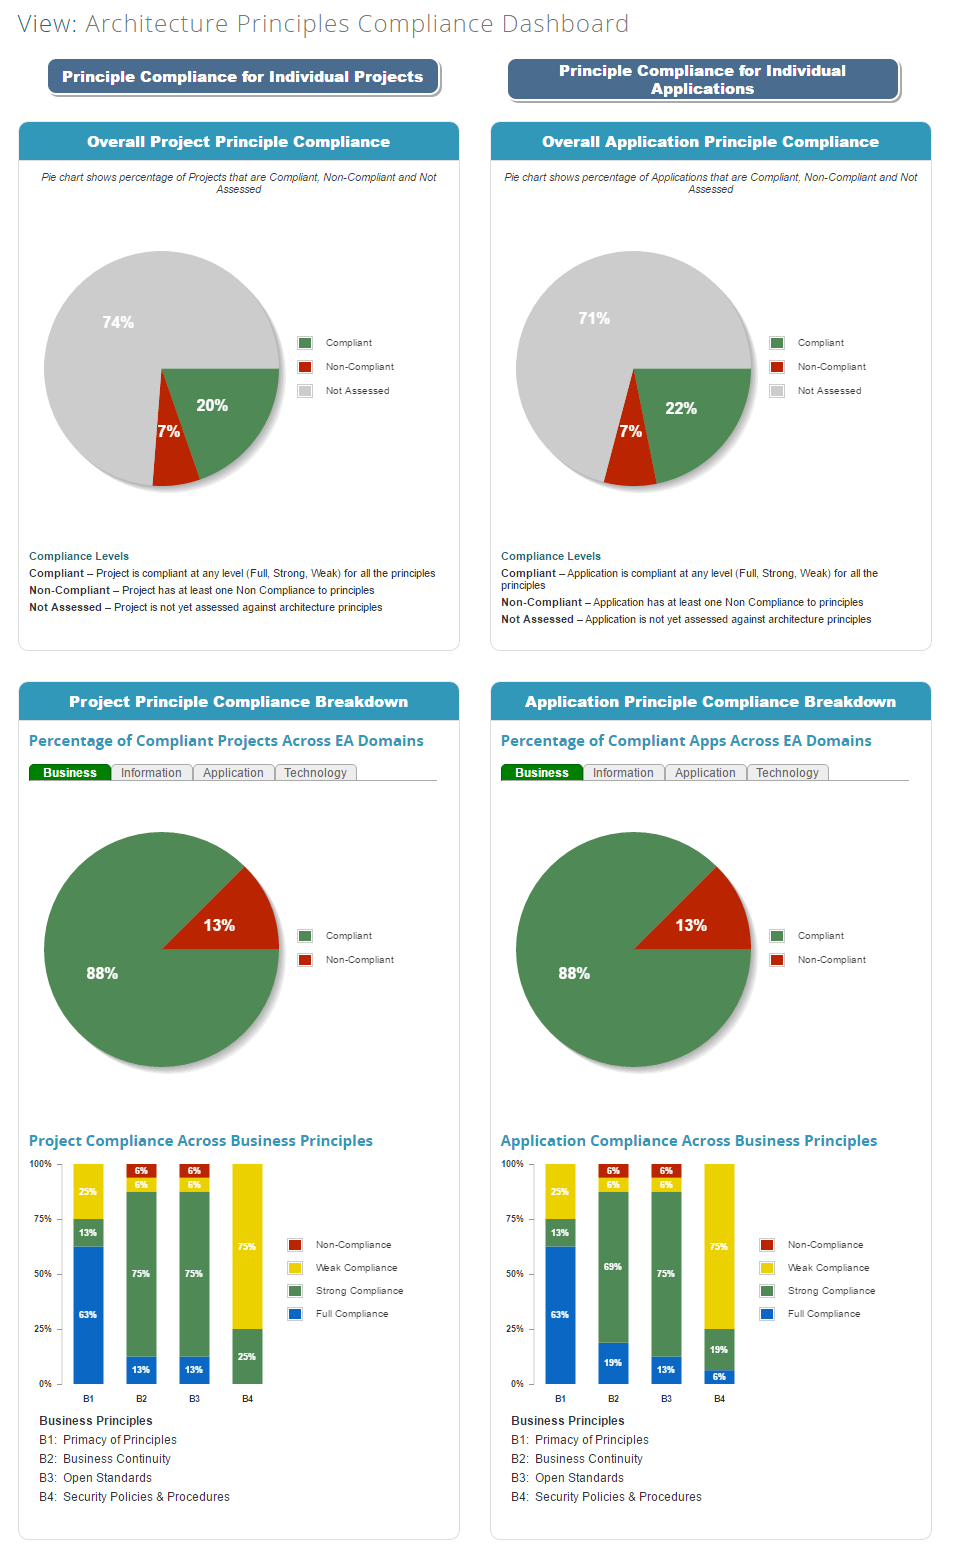 View: Architecture Principles Compliance Dashboard
Principle Compliance for Individual Projects
Principle Compliance for Individual
Applications
Overall Project Principle Compliance
Pie chart shows percentage of Projects that are Compliant, Non-Compliant and Not
Assessed
74%
20%
7%
Compliant
Non-Compliant
Not Assessed
Compliance Levels
Compliant – Project is compliant at any level (Full, Strong, Weak) for all the principles
Non-Compliant – Project has at least one Non Compliance to principles
Not Assessed – Project is not yet assessed against architecture principles
Overall Application Principle Compliance
Pie chart shows percentage of Applications that are Compliant, Non-Compliant and Not
Assessed
71%
22%
7%
Compliant
Non-Compliant
Not Assessed
Compliance Levels
Compliant – Application is compliant at any level (Full, Strong, Weak) for all the
principles
Non-Compliant – Application has at least one Non Compliance to principles
Not Assessed – Application is not yet assessed against architecture principles
Project Principle Compliance Breakdown
Percentage of Compliant Projects Across EA Domains
Business Information Application Technology
13%
88%
Compliant
Non-Compliant
Project Compliance Across Business Principles
100%
75%
50%
25%
0%
25%
13%
63%
6%
6%
75%
13%
6%
6%
75%
13%
75%
25%
B1 B2 B3 B4
Non-Compliance
Weak Compliance
Strong Compliance
Full Compliance
Business Principles
B1: Primacy of Principles
B2: Business Continuity
B3: Open Standards
B4: Security Policies & Procedures
Application Principle Compliance Breakdown
Percentage of Compliant Apps Across EA Domains
Business Information Application Technology
13%
88%
Compliant
Non-Compliant
Application Compliance Across Business Principles
100%
75%
50%
25%
0%
25%
13%
63%
6%
6%
69%
19%
6%
6%
75%
13%
75%
19%
6%
B1 B2 B3 B4
Non-Compliance
Weak Compliance
Strong Compliance
Full Compliance
Business Principles
B1: Primacy of Principles
B2: Business Continuity
B3: Open Standards
B4: Security Policies & Procedures